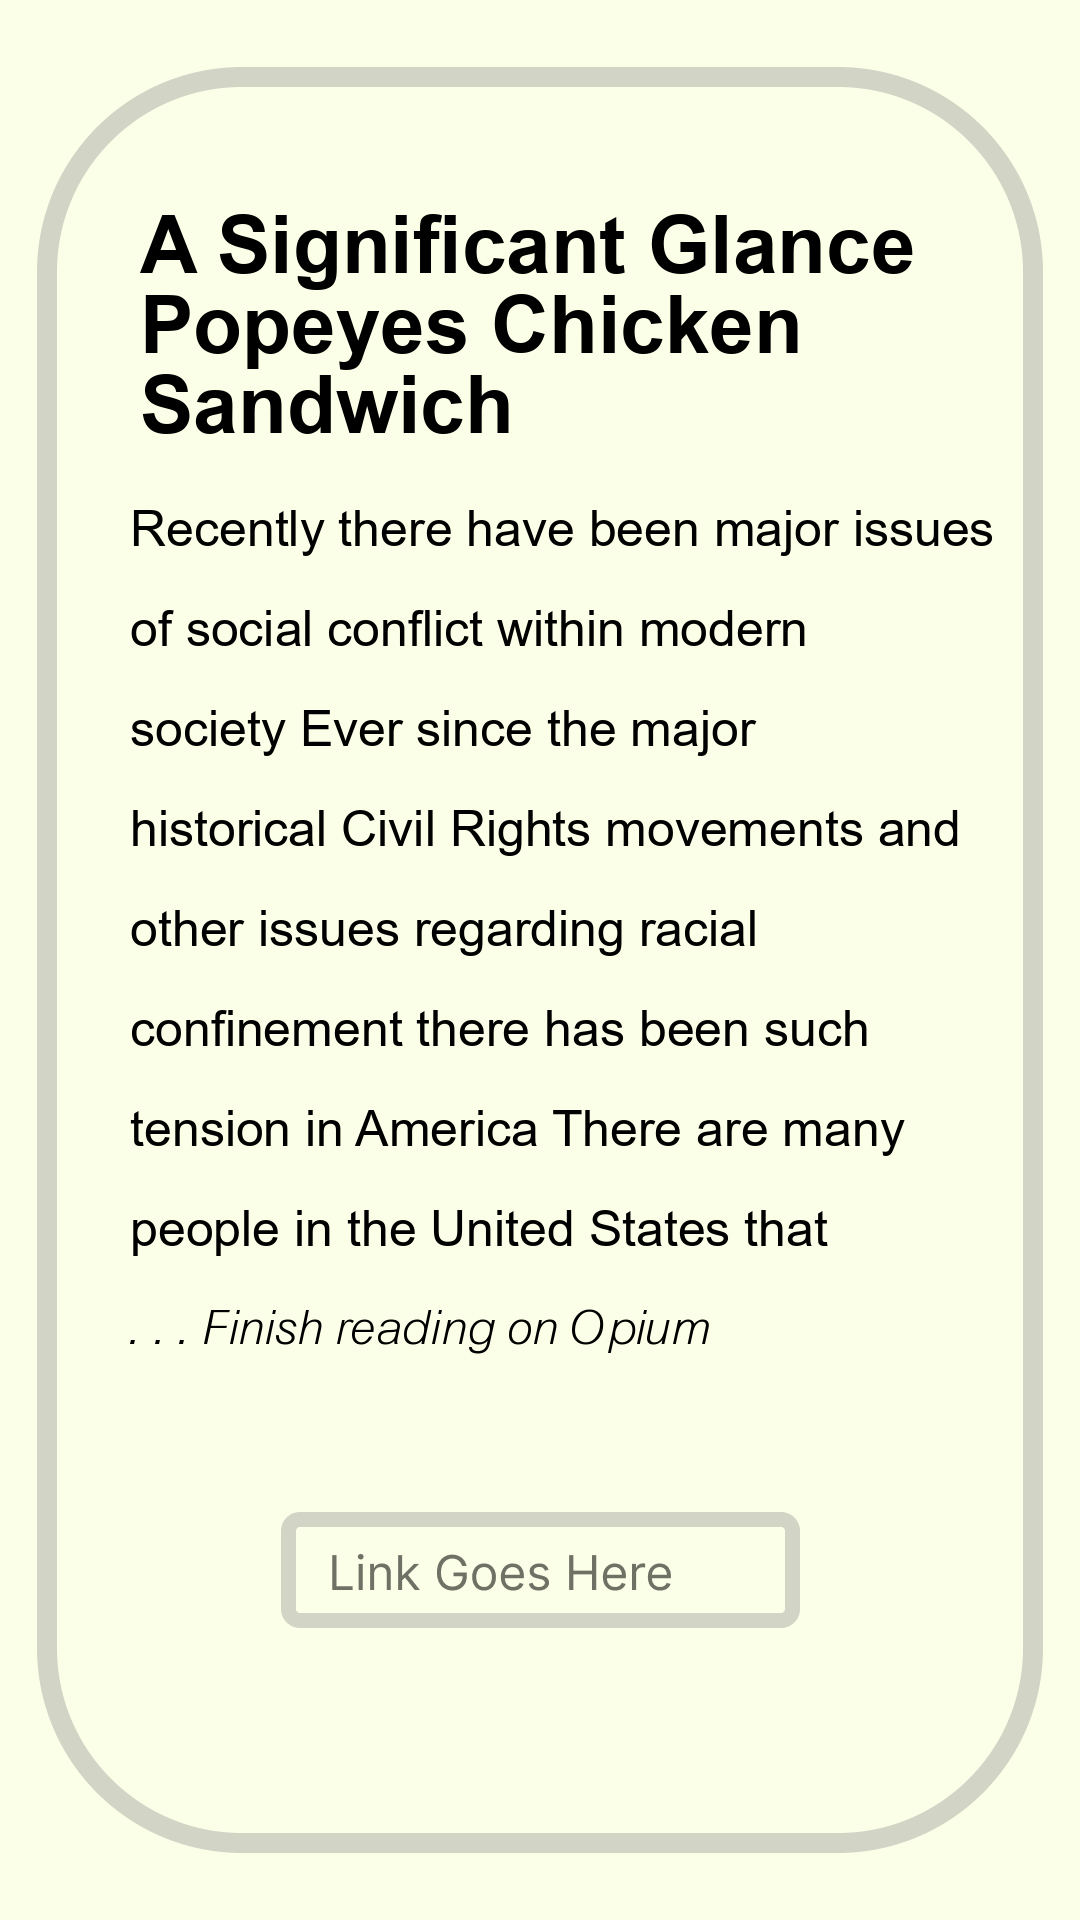 A Significant Glance
Popeyes Chicken
Sandwich
Recently there have been major issues
of social conflict within modern
society Ever since the major
historical Civil Rights movements and
other issues regarding racial
confinement there has been such
tension in America There are many
people in the United States that
. . . Finish reading on Opium
Link Goes Here